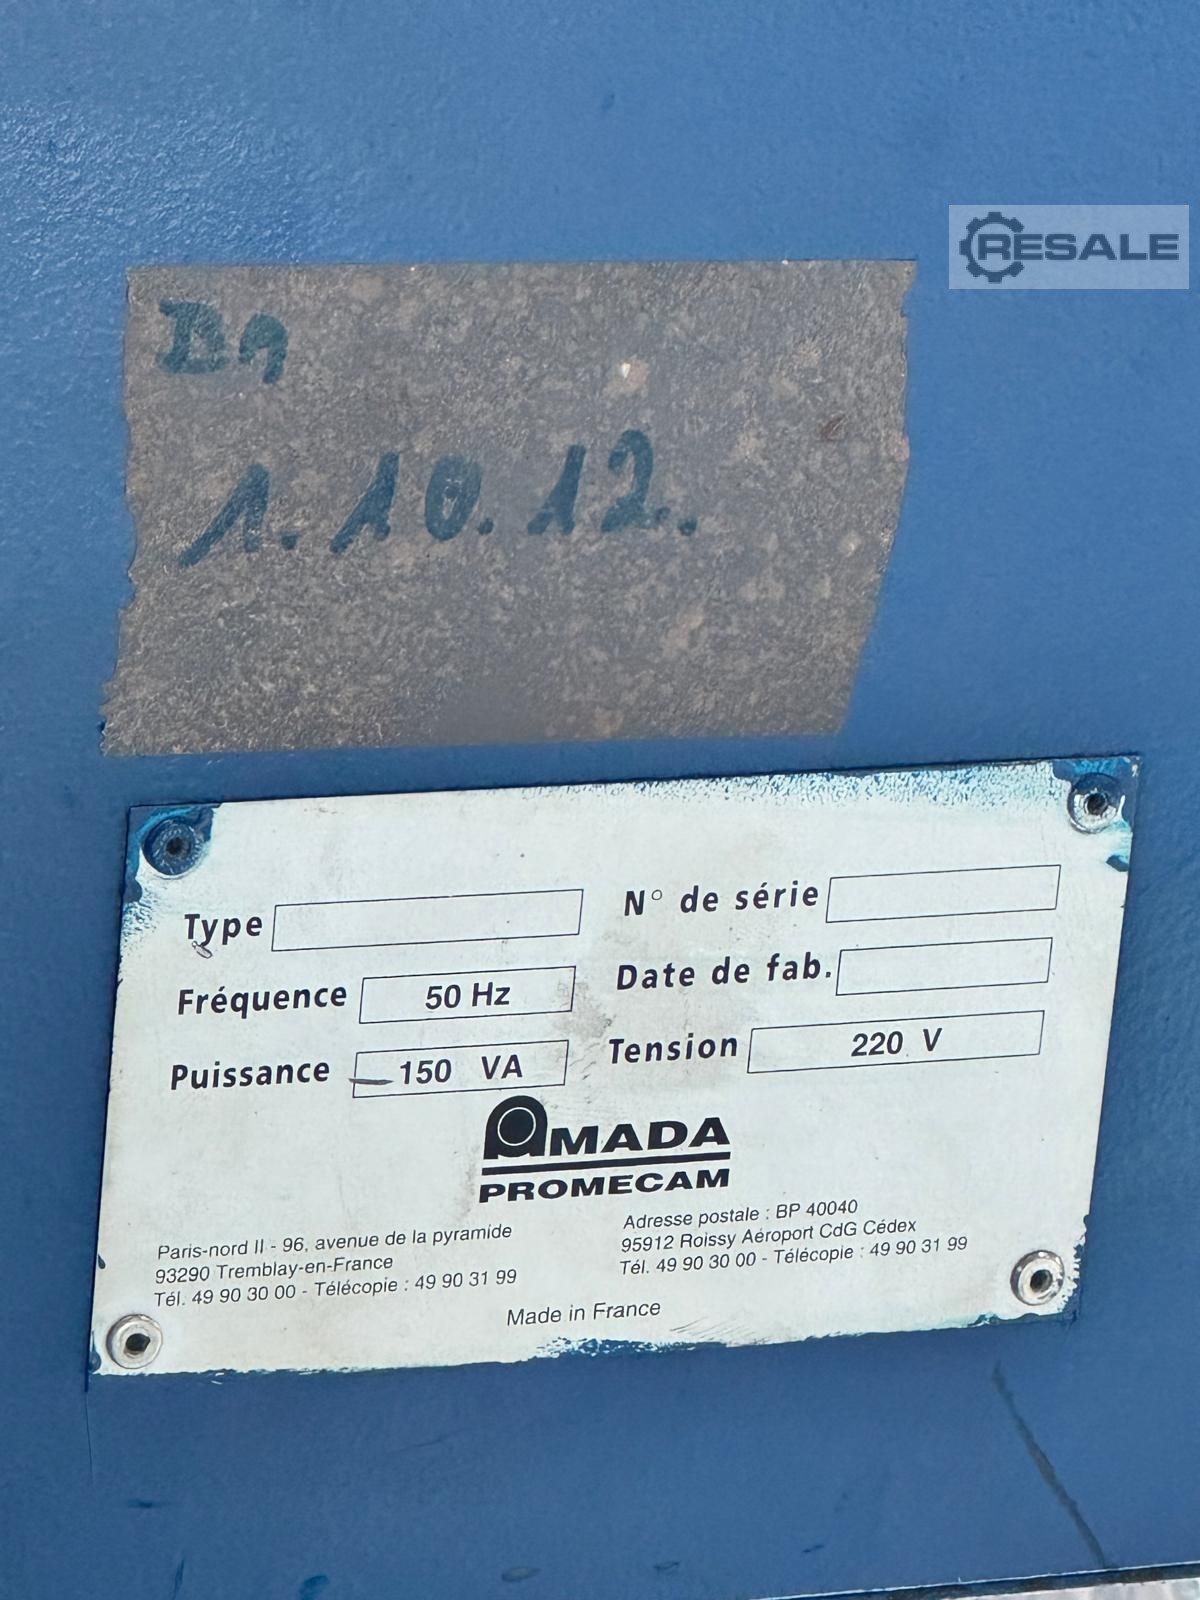 RESALE
1.10.12.
Type
N° de série
Fréquence 50 Hz
Date de fab.
Puissance 150 VA
Tension 220 V
AMADA
PROMECAM
Paris-nord II - 96, avenue de la pyramide
93290 Tremblay-en-France
Tél. 49 90 30 00 - Télécopie : 49 90 31 99
Adresse postale : BP 40040
95912 Roissy Aéroport CdG Cédex
Tél. 49 90 30 00 - Télécopie : 49 90 31 99
Made in France